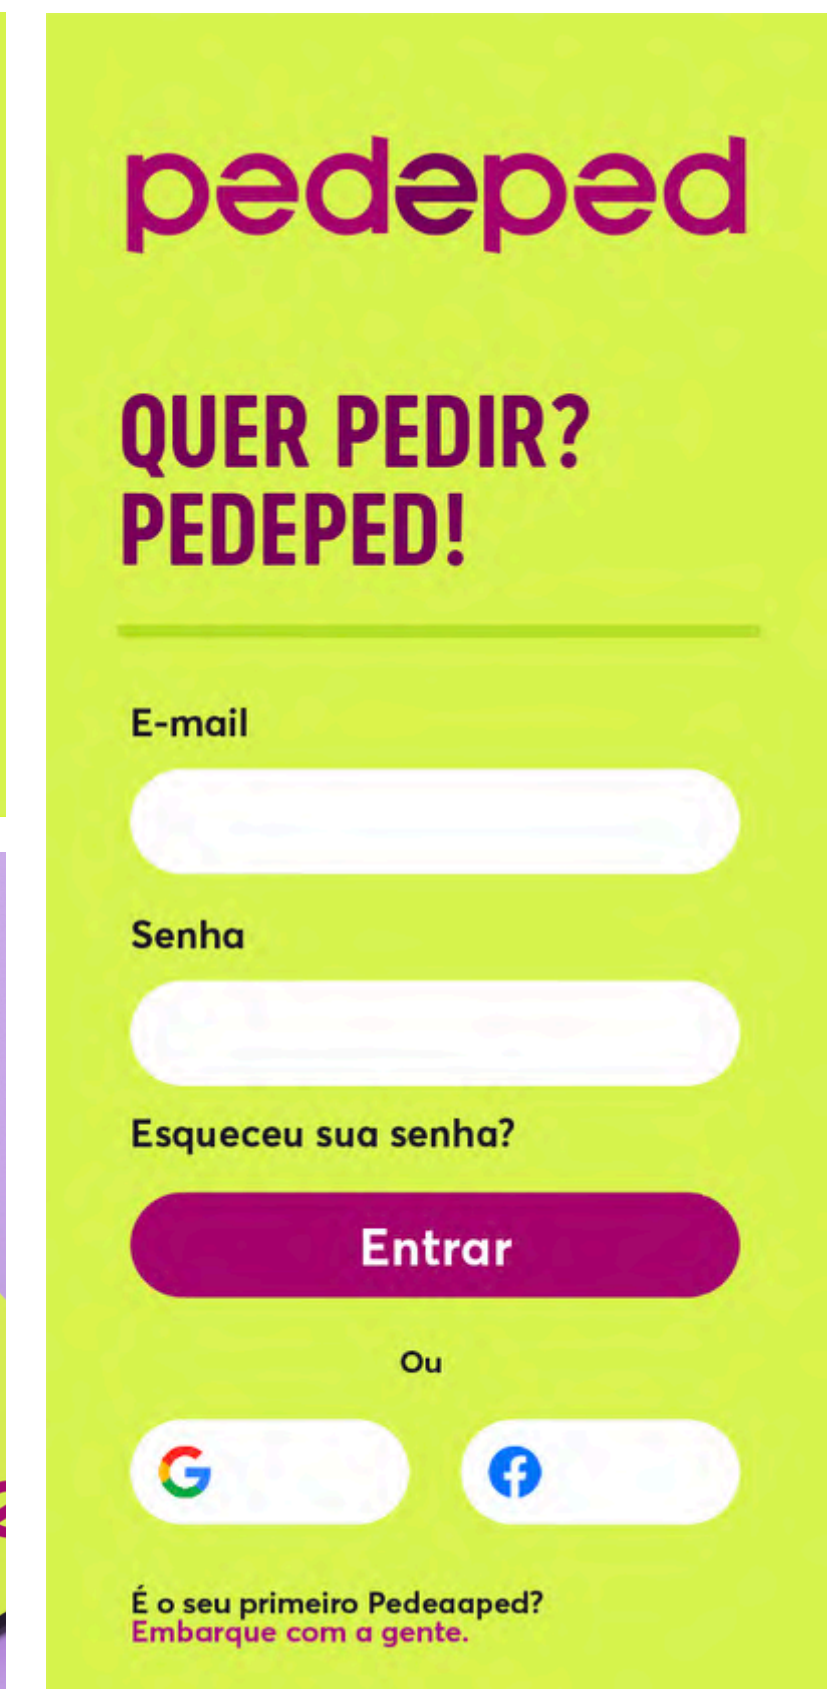 pedeped
QUER PEDIR?
PEDEPED!
E-mail
Senha
Esqueceu sua senha?
Entrar
Ou
É o seu primeiro Pedeaaped?
Embarque com a gente.